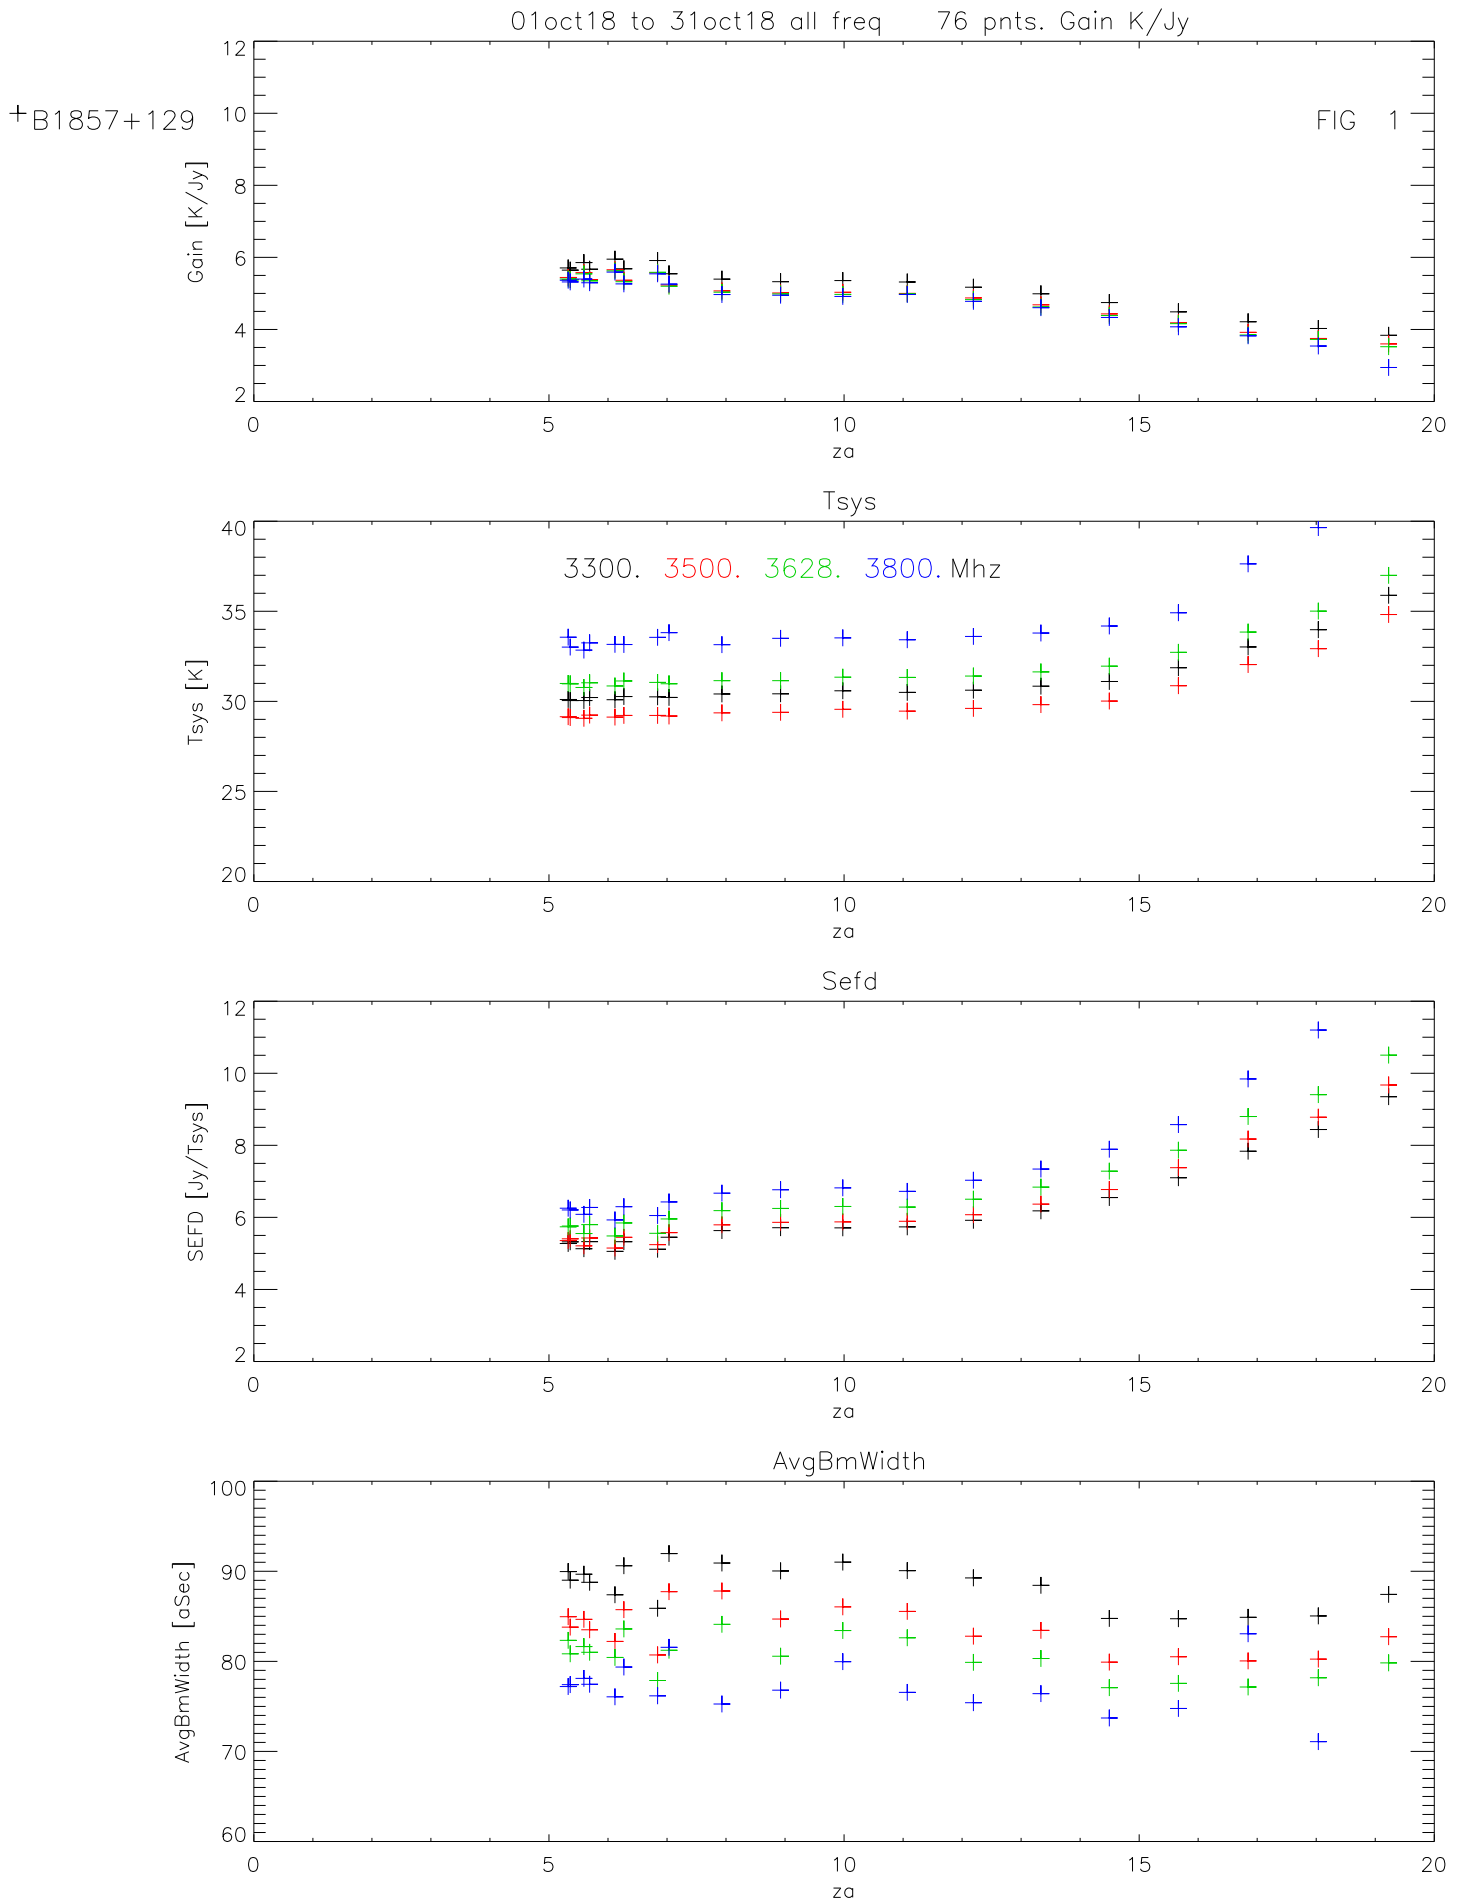 01oct18 to 31oct18 all freq 76 pnts. Gain K/Jy
+B1857+129
FIG 1
Gain [K/Jy]
12
10
8
6
4
2
0 5 10 15 20
za
Tsys
3300. 3500. 3628. 3800. Mhz
Tsys [K]
40
35
30
25
20
0 5 10 15 20
za
Sefd
SEFD [Jy/Tsys]
12
10
8
6
4
2
0 5 10 15 20
za
AvgBmWidth
AvgBmWidth [aSec]
100
90
80
70
60
0 5 10 15 20
za